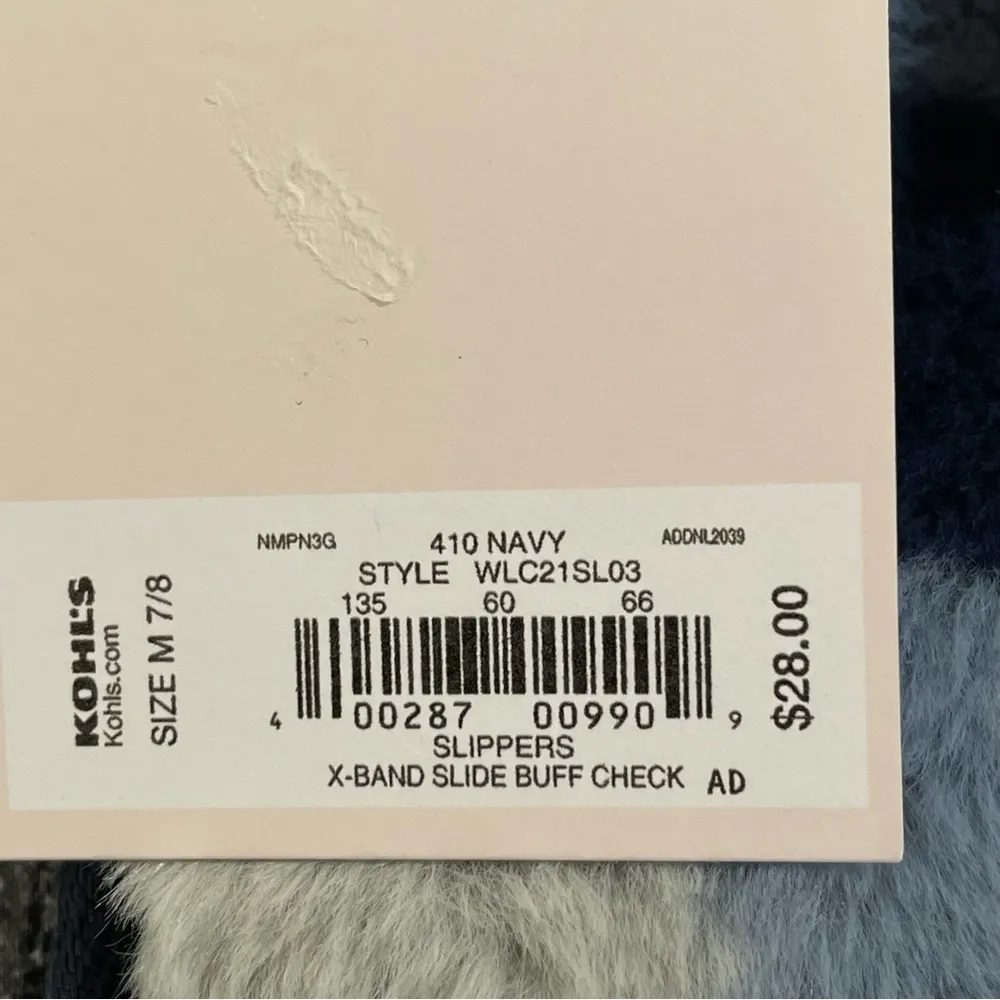 NMPN3G 410 NAVY ADDNL2039
STYLE WLC21SL03
135 60 66
4 00287 00990 9
SLIPPERS
X-BAND SLIDE BUFF CHECK AD
KOHL'S
Kohls.com
SIZE M 7/8
$28.00